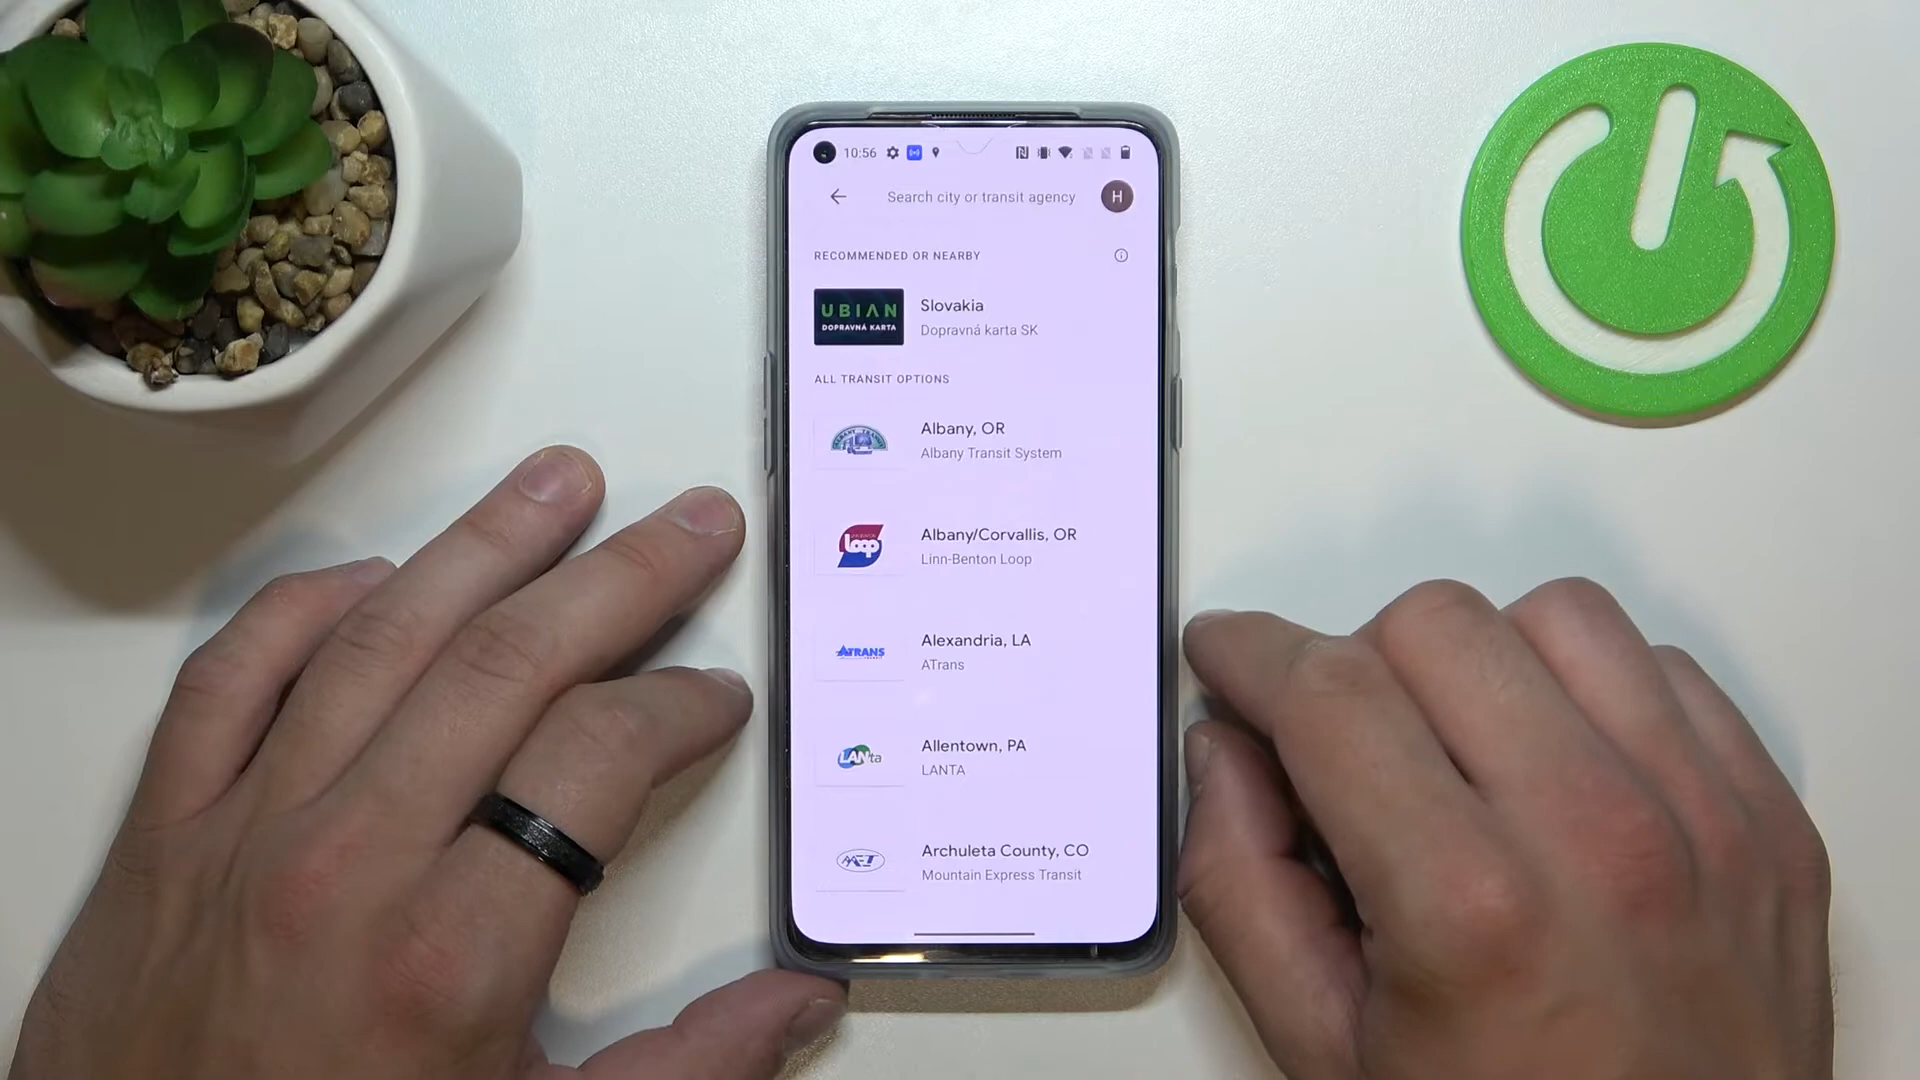 10:56
Search city or transit agency
H
RECOMMENDED OR NEARBY
UBIAN
DOPRAVNÁ KARTA
Slovakia
Dopravná karta SK
ALL TRANSIT OPTIONS
ALBANY TRANSIT
Albany, OR
Albany Transit System
loop
Albany/Corvallis, OR
Linn-Benton Loop
ATRANS
Alexandria, LA
ATrans
LANta
Allentown, PA
LANTA
Archuleta County, CO
Mountain Express Transit